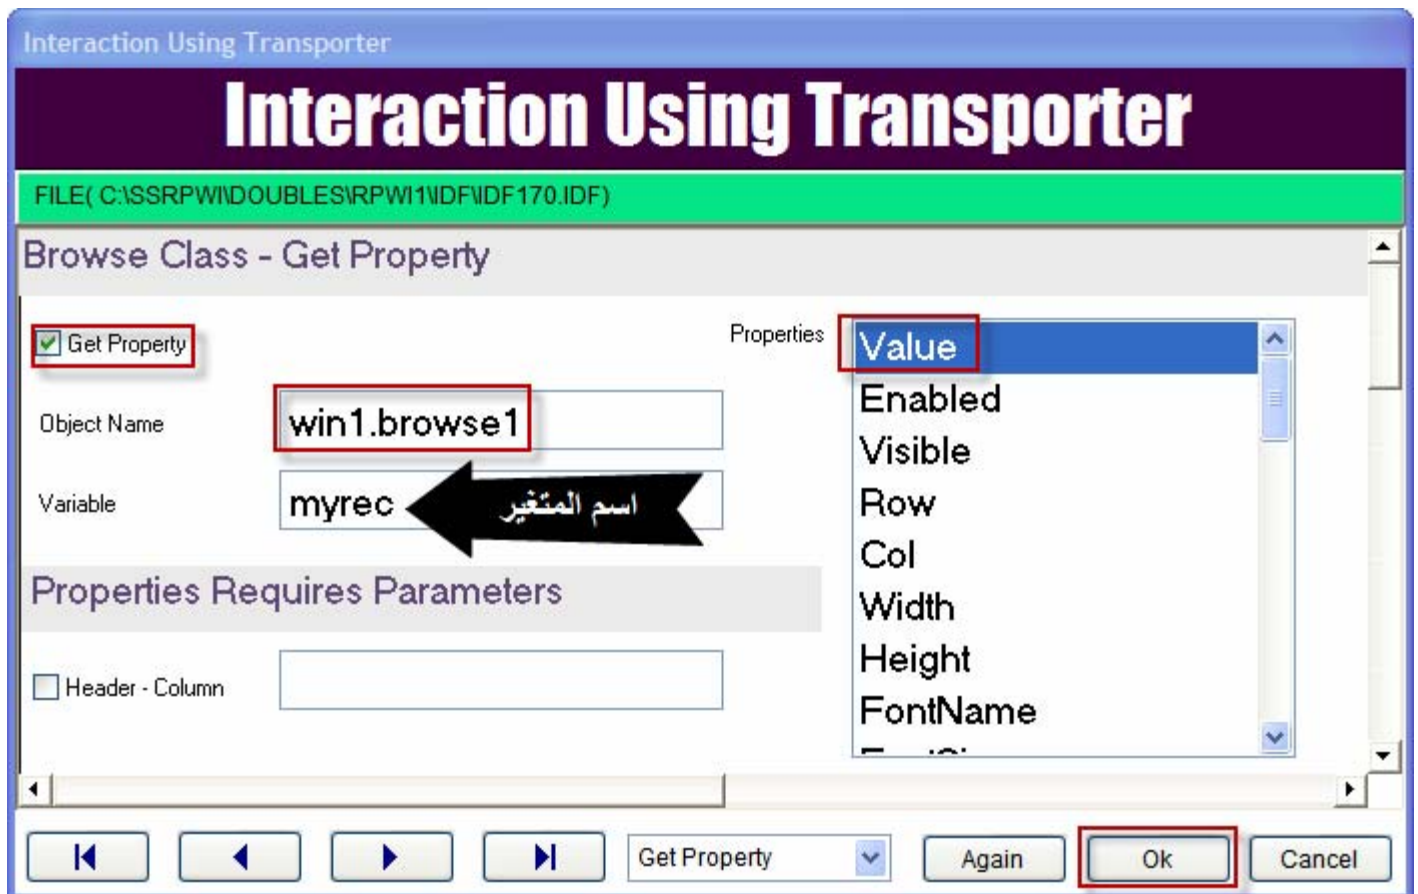 Interaction Using Transporter
Interaction Using Transporter
FILE( C:\SSRPWI\DOUBLES\RPWI1\IDF\IDF170.IDF)
Browse Class - Get Property
Get Property
Object Name
win1.browse1
Variable
myrec
اسم المتغير
Properties Requires Parameters
Header - Column
Properties
Value
Enabled
Visible
Row
Col
Width
Height
FontName
Get Property
Again
Ok
Cancel